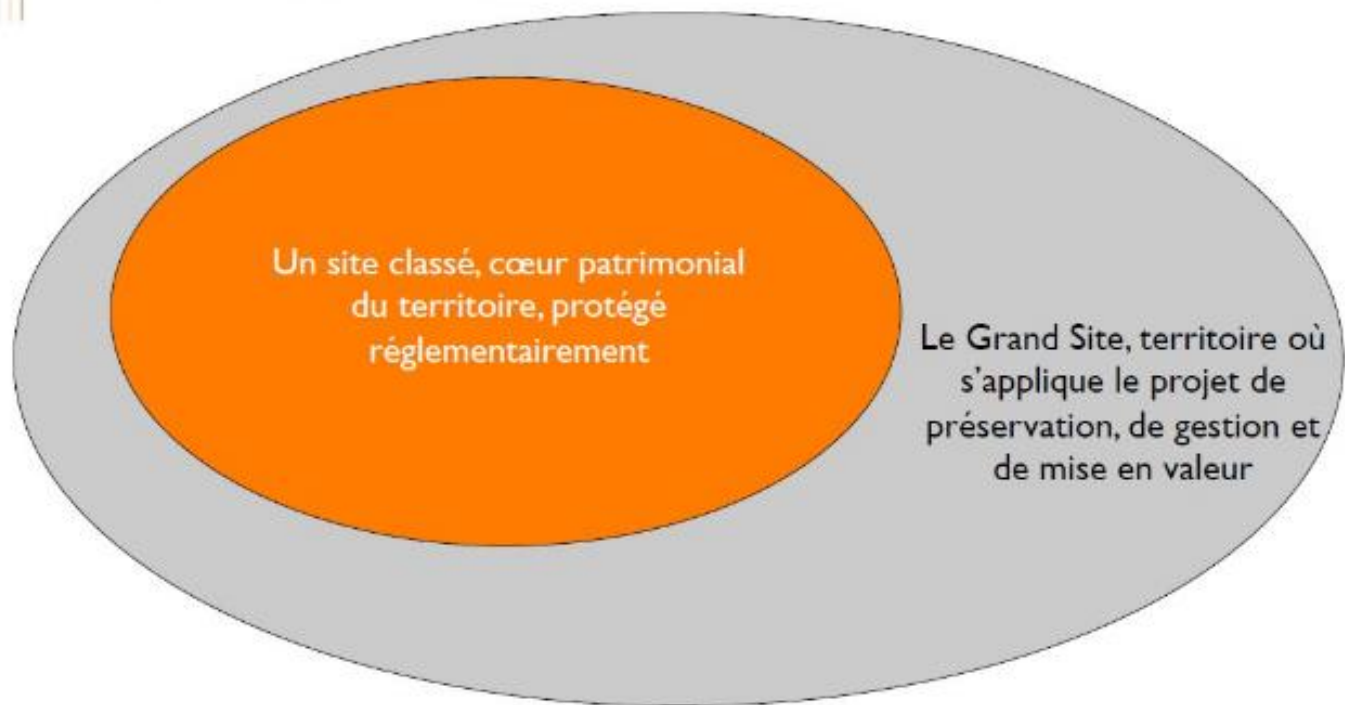 Un site classé, cœur patrimonial
du territoire, protégé
réglementairement
Le Grand Site, territoire où
s'applique le projet de
préservation, de gestion et
de mise en valeur